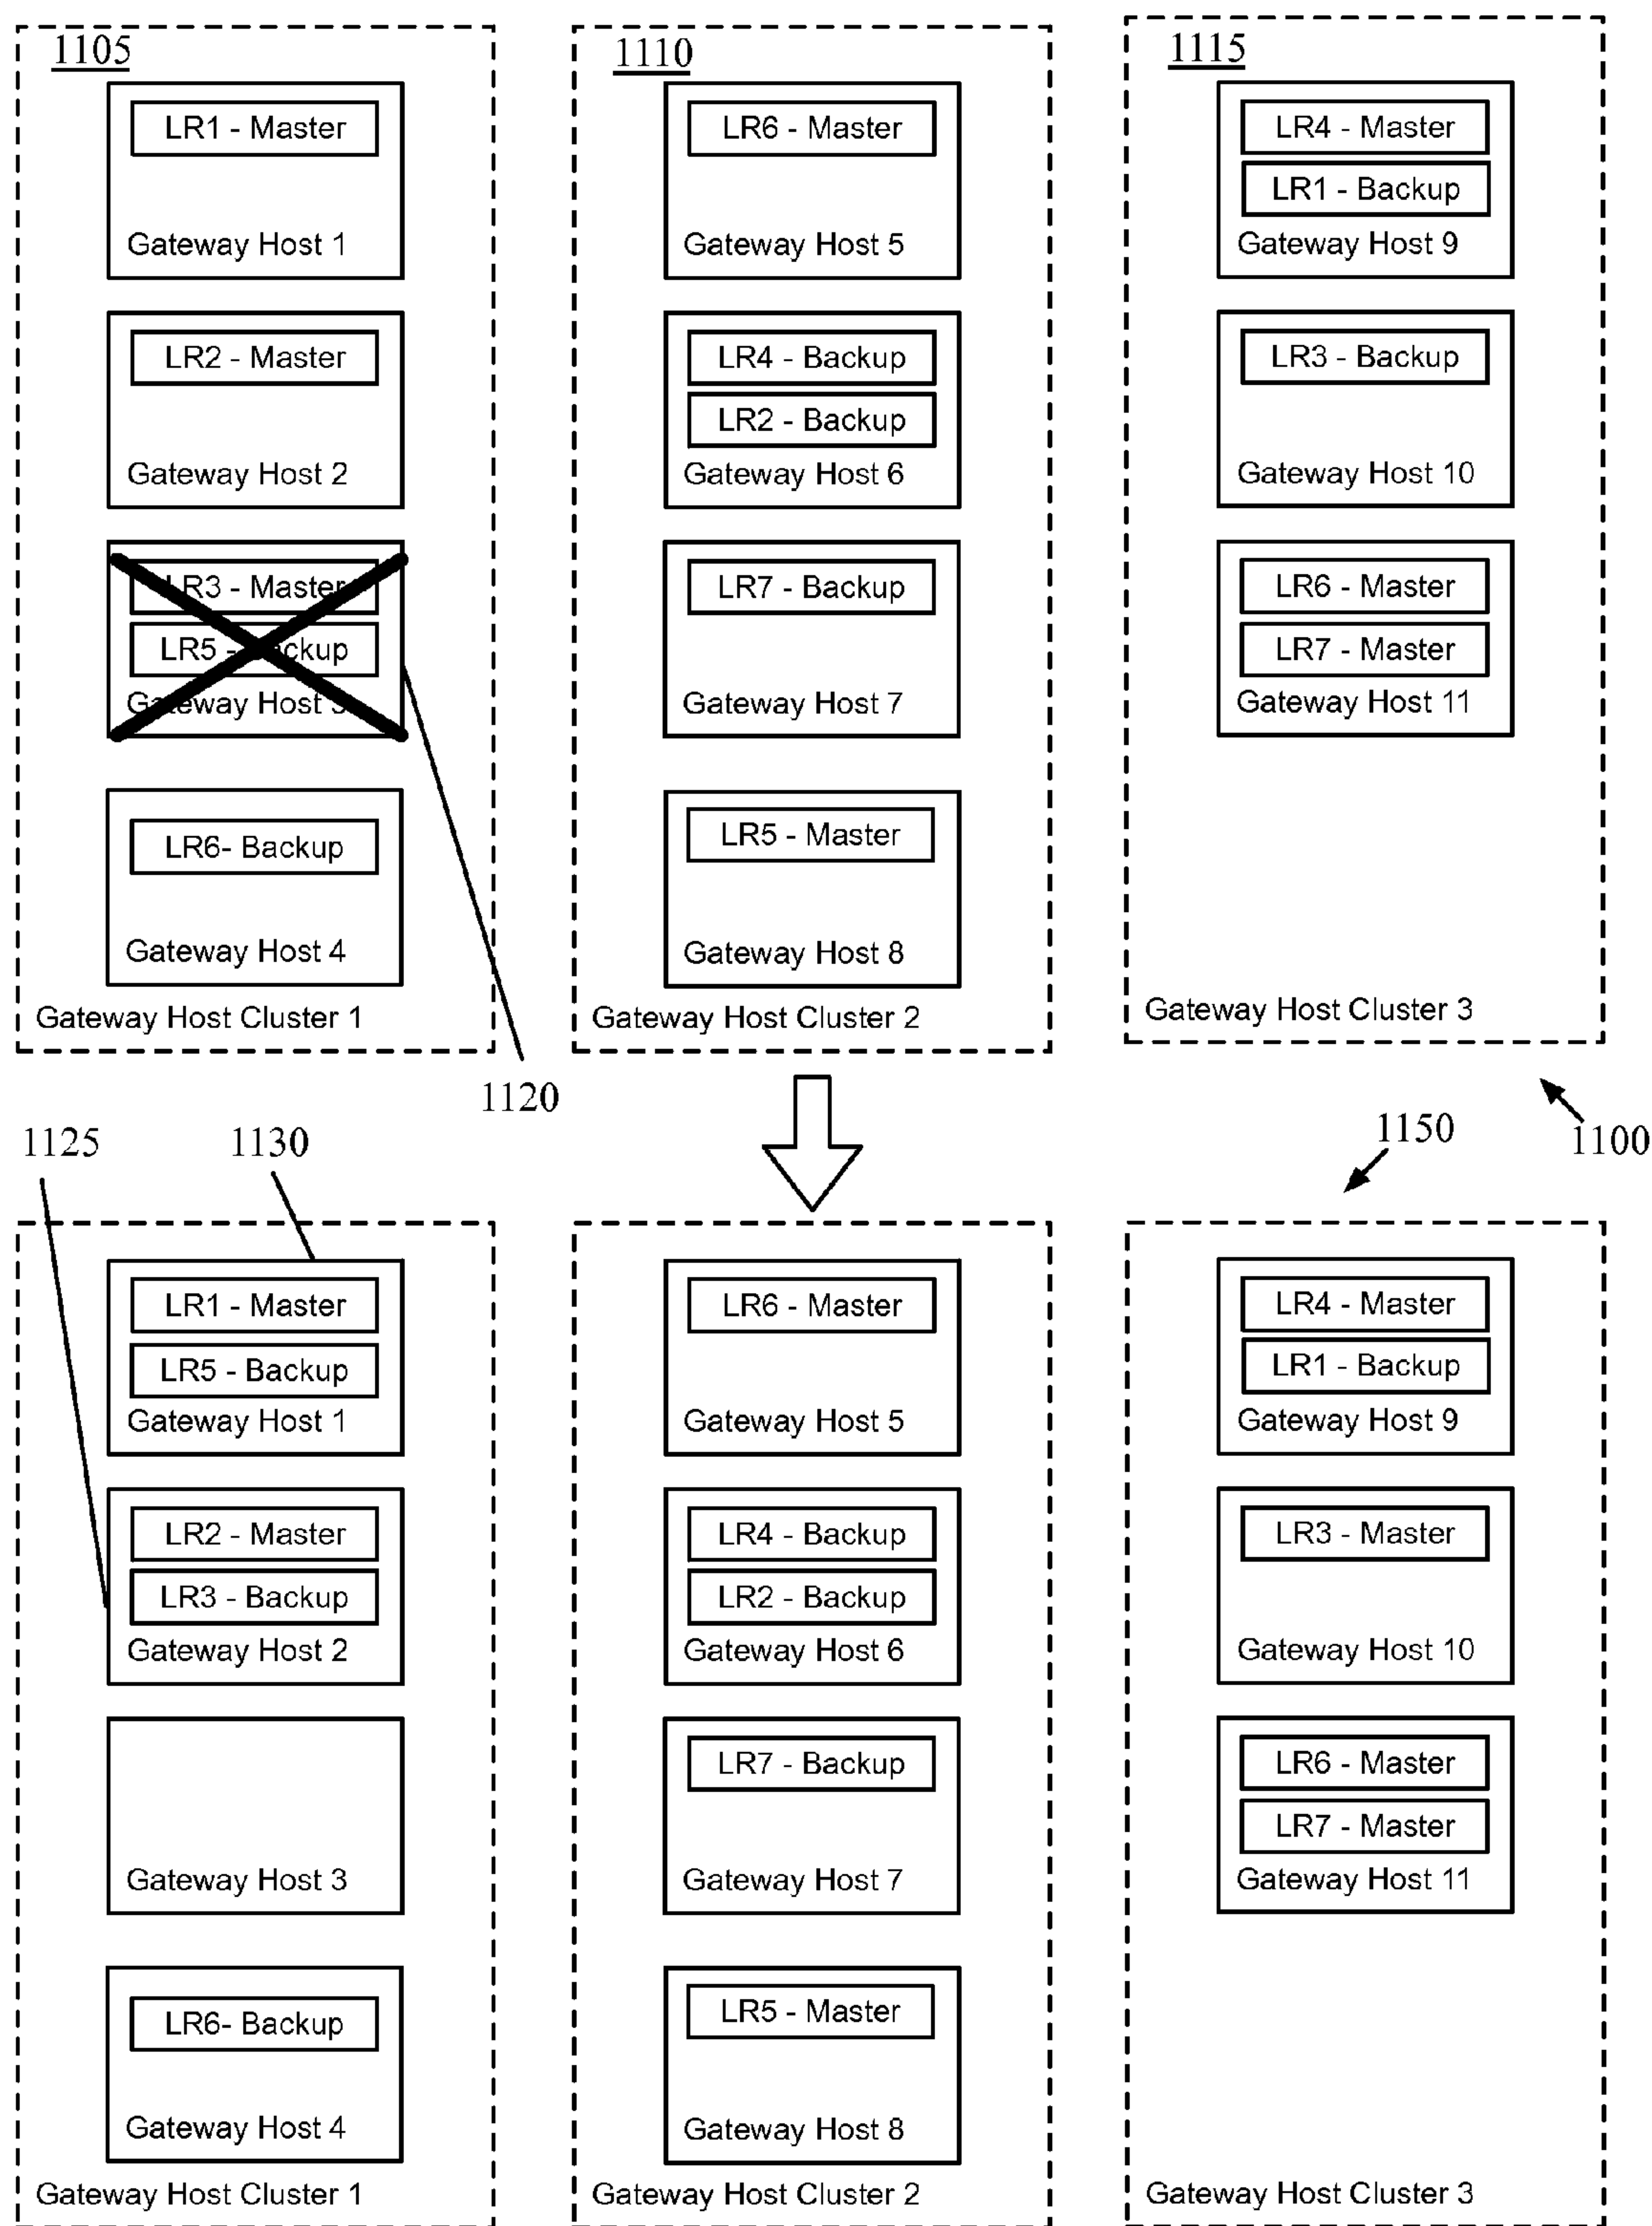 1105
LR1 - Master
Gateway Host 1
LR2 - Master
Gateway Host 2
LR3 - Master
LR5 - Backup
Gateway Host 3
LR6- Backup
Gateway Host 4
Gateway Host Cluster 1
1110
LR6 - Master
Gateway Host 5
LR4 - Backup
LR2 - Backup
Gateway Host 6
LR7 - Backup
Gateway Host 7
LR5 - Master
Gateway Host 8
Gateway Host Cluster 2
1115
LR4 - Master
LR1 - Backup
Gateway Host 9
LR3 - Backup
Gateway Host 10
LR6 - Master
LR7 - Master
Gateway Host 11
Gateway Host Cluster 3
1120
1100
1125
1130
1150
LR1 - Master
LR5 - Backup
Gateway Host 1
LR2 - Master
LR3 - Backup
Gateway Host 2
Gateway Host 3
LR6- Backup
Gateway Host 4
Gateway Host Cluster 1
LR6 - Master
Gateway Host 5
LR4 - Backup
LR2 - Backup
Gateway Host 6
LR7 - Backup
Gateway Host 7
LR5 - Master
Gateway Host 8
Gateway Host Cluster 2
LR4 - Master
LR1 - Backup
Gateway Host 9
LR3 - Master
Gateway Host 10
LR6 - Master
LR7 - Master
Gateway Host 11
Gateway Host Cluster 3